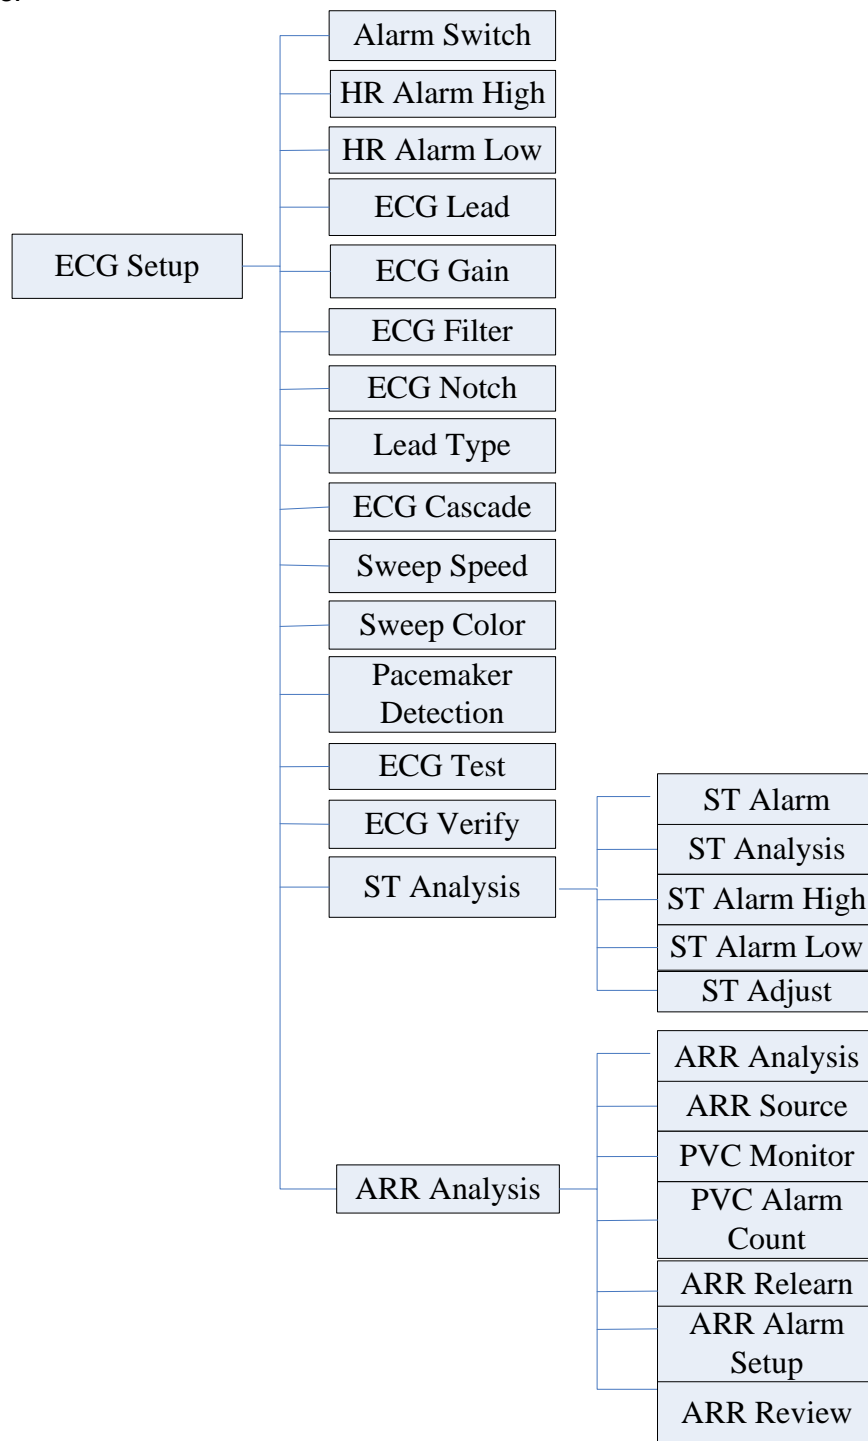 Alarm Switch
HR Alarm High
HR Alarm Low
ECG Lead
ECG Setup
ECG Gain
ECG Filter
ECG Notch
Lead Type
ECG Cascade
Sweep Speed
Sweep Color
Pacemaker
Detection
ECG Test
ECG Verify
ST Analysis
ST Alarm
ST Analysis
ST Alarm High
ST Alarm Low
ST Adjust
ARR Analysis
ARR Analysis
ARR Source
PVC Monitor
PVC Alarm
Count
ARR Relearn
ARR Alarm
Setup
ARR Review